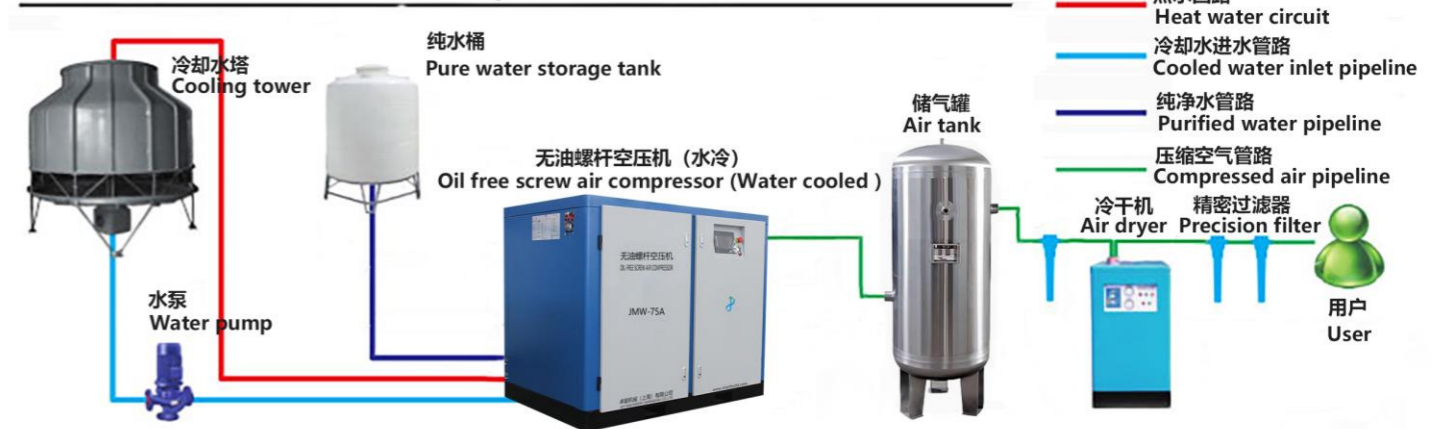 热水回路
Heat water circuit
冷却水进水管路
Cooled water inlet pipeline
纯净水管路
Purified water pipeline
压缩空气管路
Compressed air pipeline
冷却水塔
Cooling tower
纯水桶
Pure water storage tank
无油螺杆空压机（水冷）
Oil free screw air compressor (Water cooled )
储气罐
Air tank
冷干机
Air dryer
精密过滤器
Precision filter
用户
User
水泵
Water pump
无油螺杆空压机
OIL-FREE SCREW AIR COMPRESSOR
JMW-75A